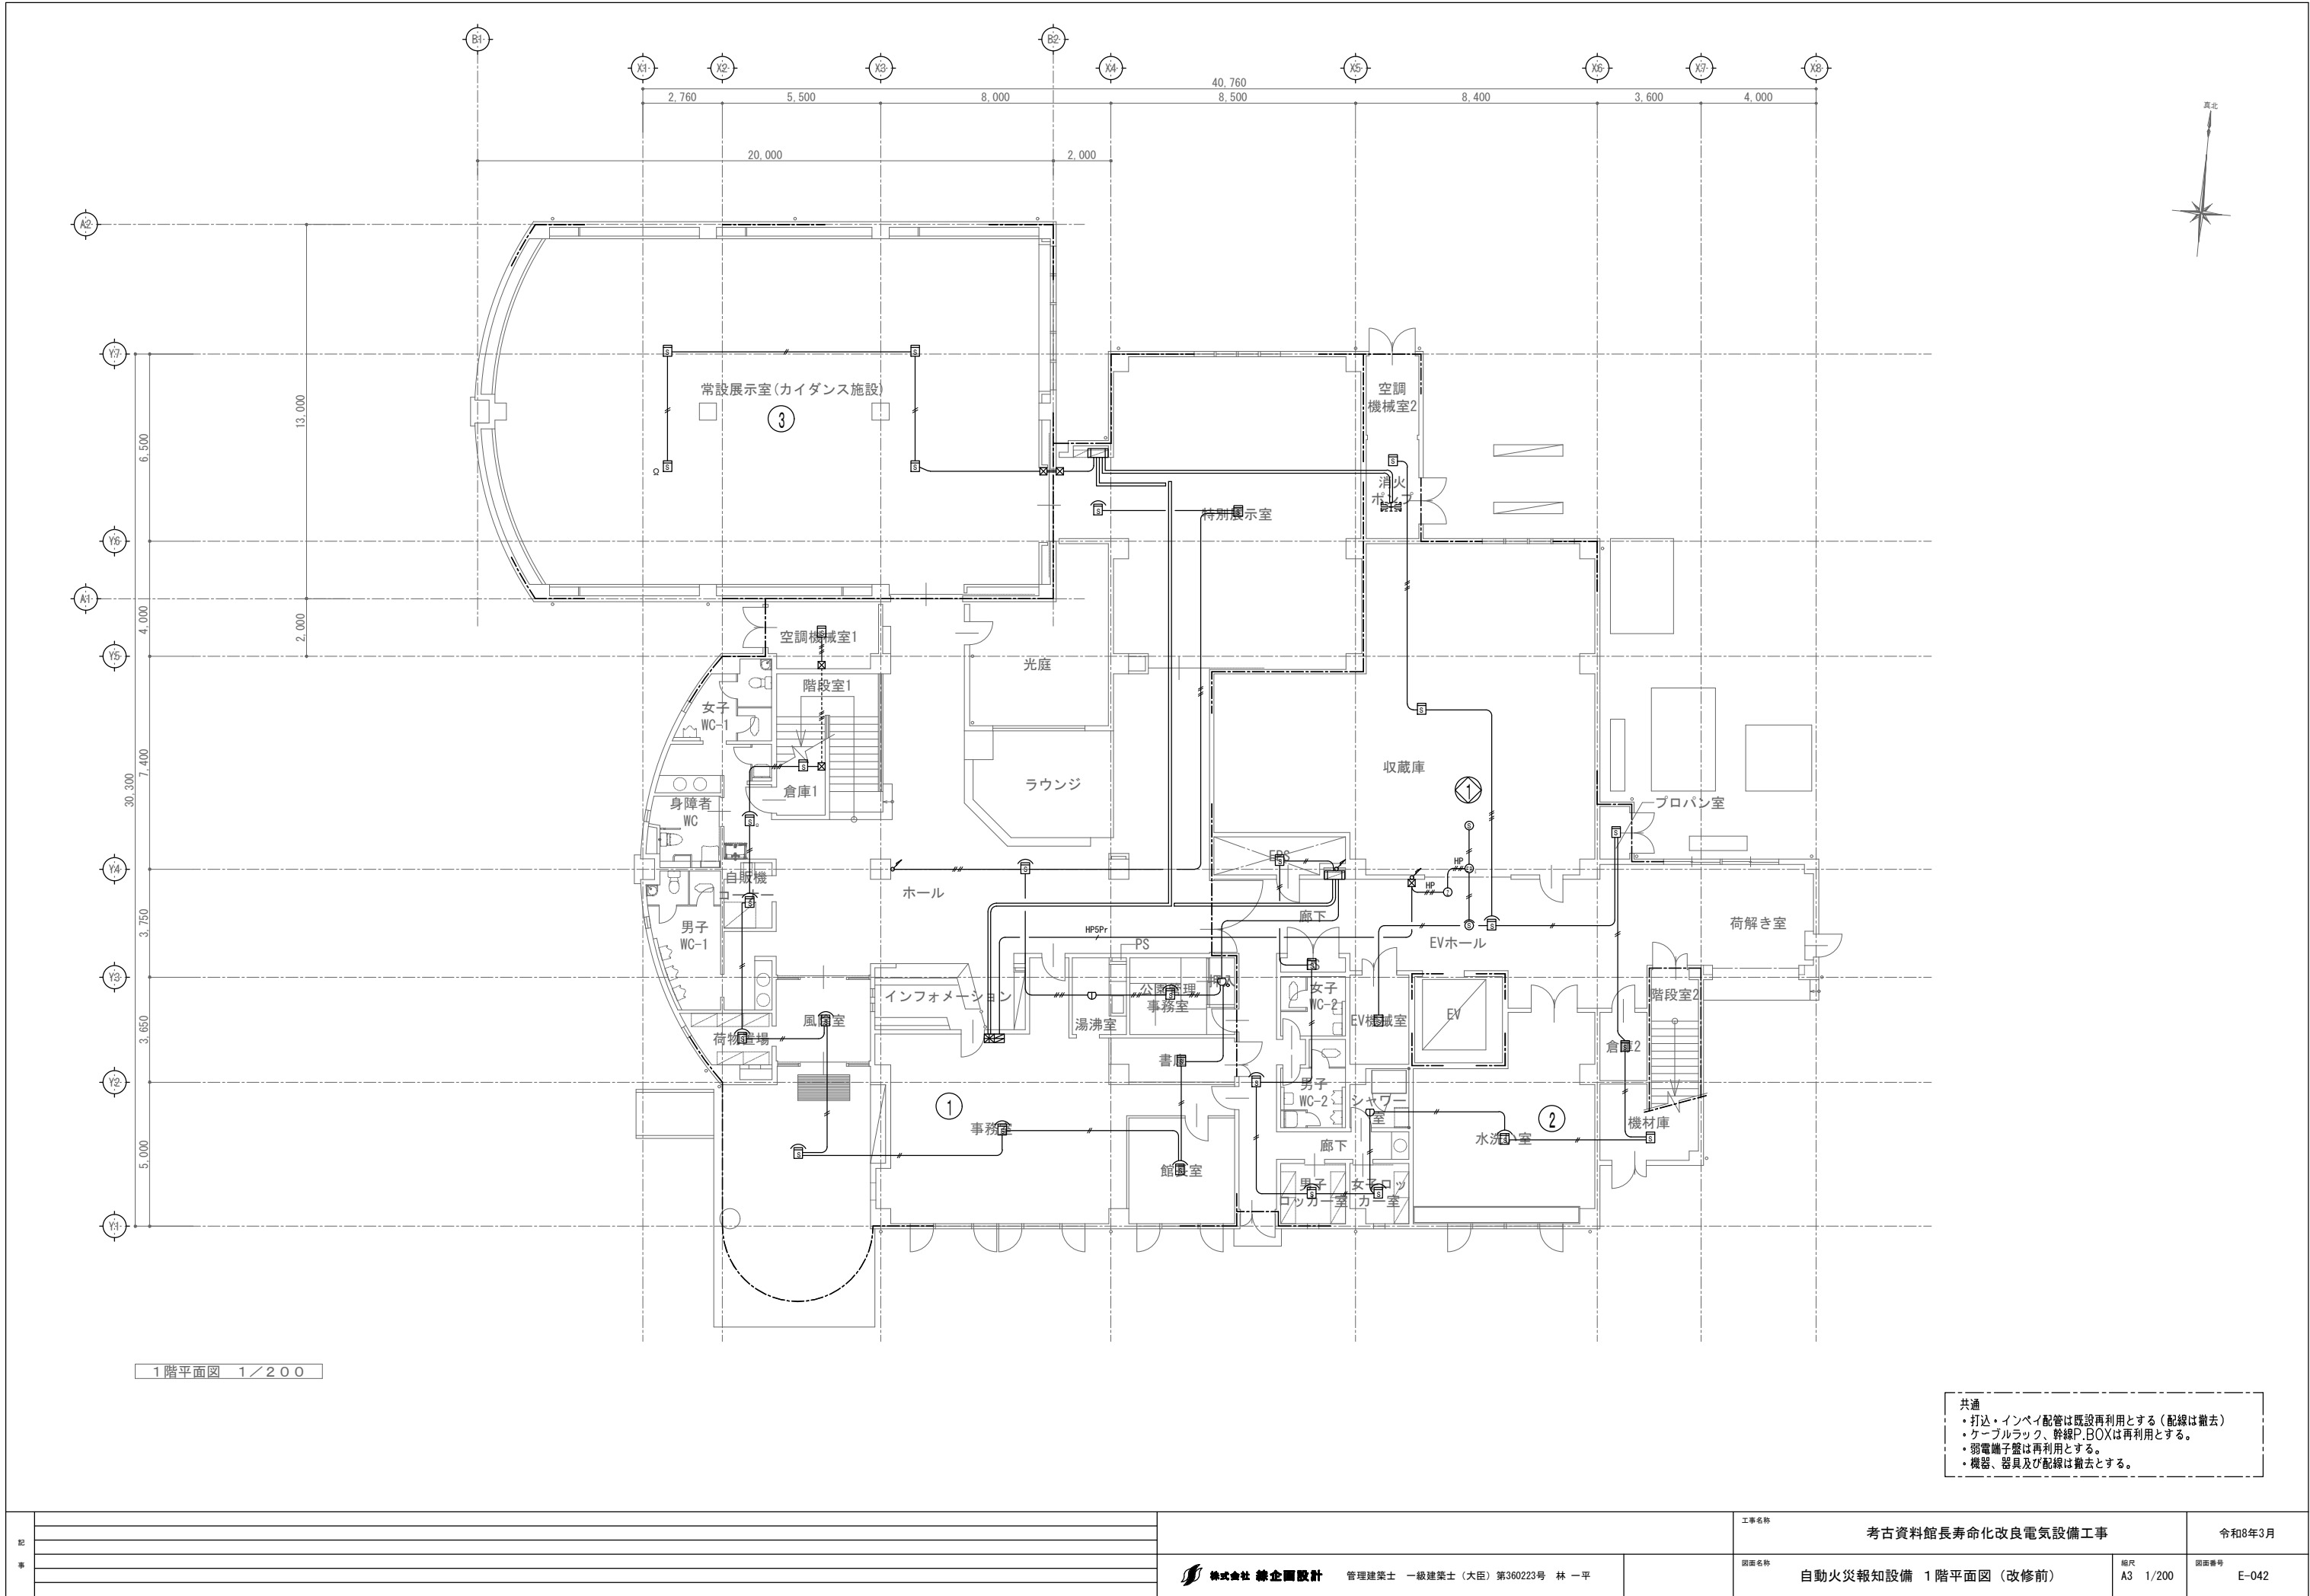 B1
B2
X1
X2
X3
X4
X5
X6
X7
X8
40,760
2,760
5,500
8,000
8,500
8,400
3,600
4,000
真北
20,000
2,000
A2
Y7
Y6
A1
Y5
Y4
Y3
Y2
Y1
13,000
2,000
6,500
4,000
7,400
30,300
3,750
3,650
5,000
常設展示室(カイダンス施設)
③
Ω
空調
機械室2
消火
ポンプ
特別展示室
空調機械室1
階段室1
光庭
女子
WC-1
ラウンジ
収蔵庫
1
倉庫1
身障者
WC
プロパン室
自販機
コーナー
EPS
HP
HP
ホール
廊下
男子
WC-1
荷解き室
HP5Pr
PS
EVホール
インフォメーション
公園管理
事務室
女子
WC-2
階段室2
風除室
湯沸室
EV機械室
EV
荷物置場
倉庫2
書庫
男子
WC-2
シャワー
室
①
②
事務室
水洗い室
機材庫
廊下
館長室
男子
ロッカー室
女子ロッ
カー室
1階平面図 1/200
共通
・打込・インペイ配管は既設再利用とする(配線は撤去)
・ケーブルラック、幹線P.BOXは再利用とする。
・弱電端子盤は再利用とする。
・機器、器具及び配線は撤去とする。
記事
工事名称
考古資料館長寿命化改良電気設備工事
令和8年3月
管理建築士 一級建築士(大臣)第360223号 林 一平
図面名称
自動火災報知設備 1階平面図(改修前)
縮尺
A3 1/200
図面番号
E-042